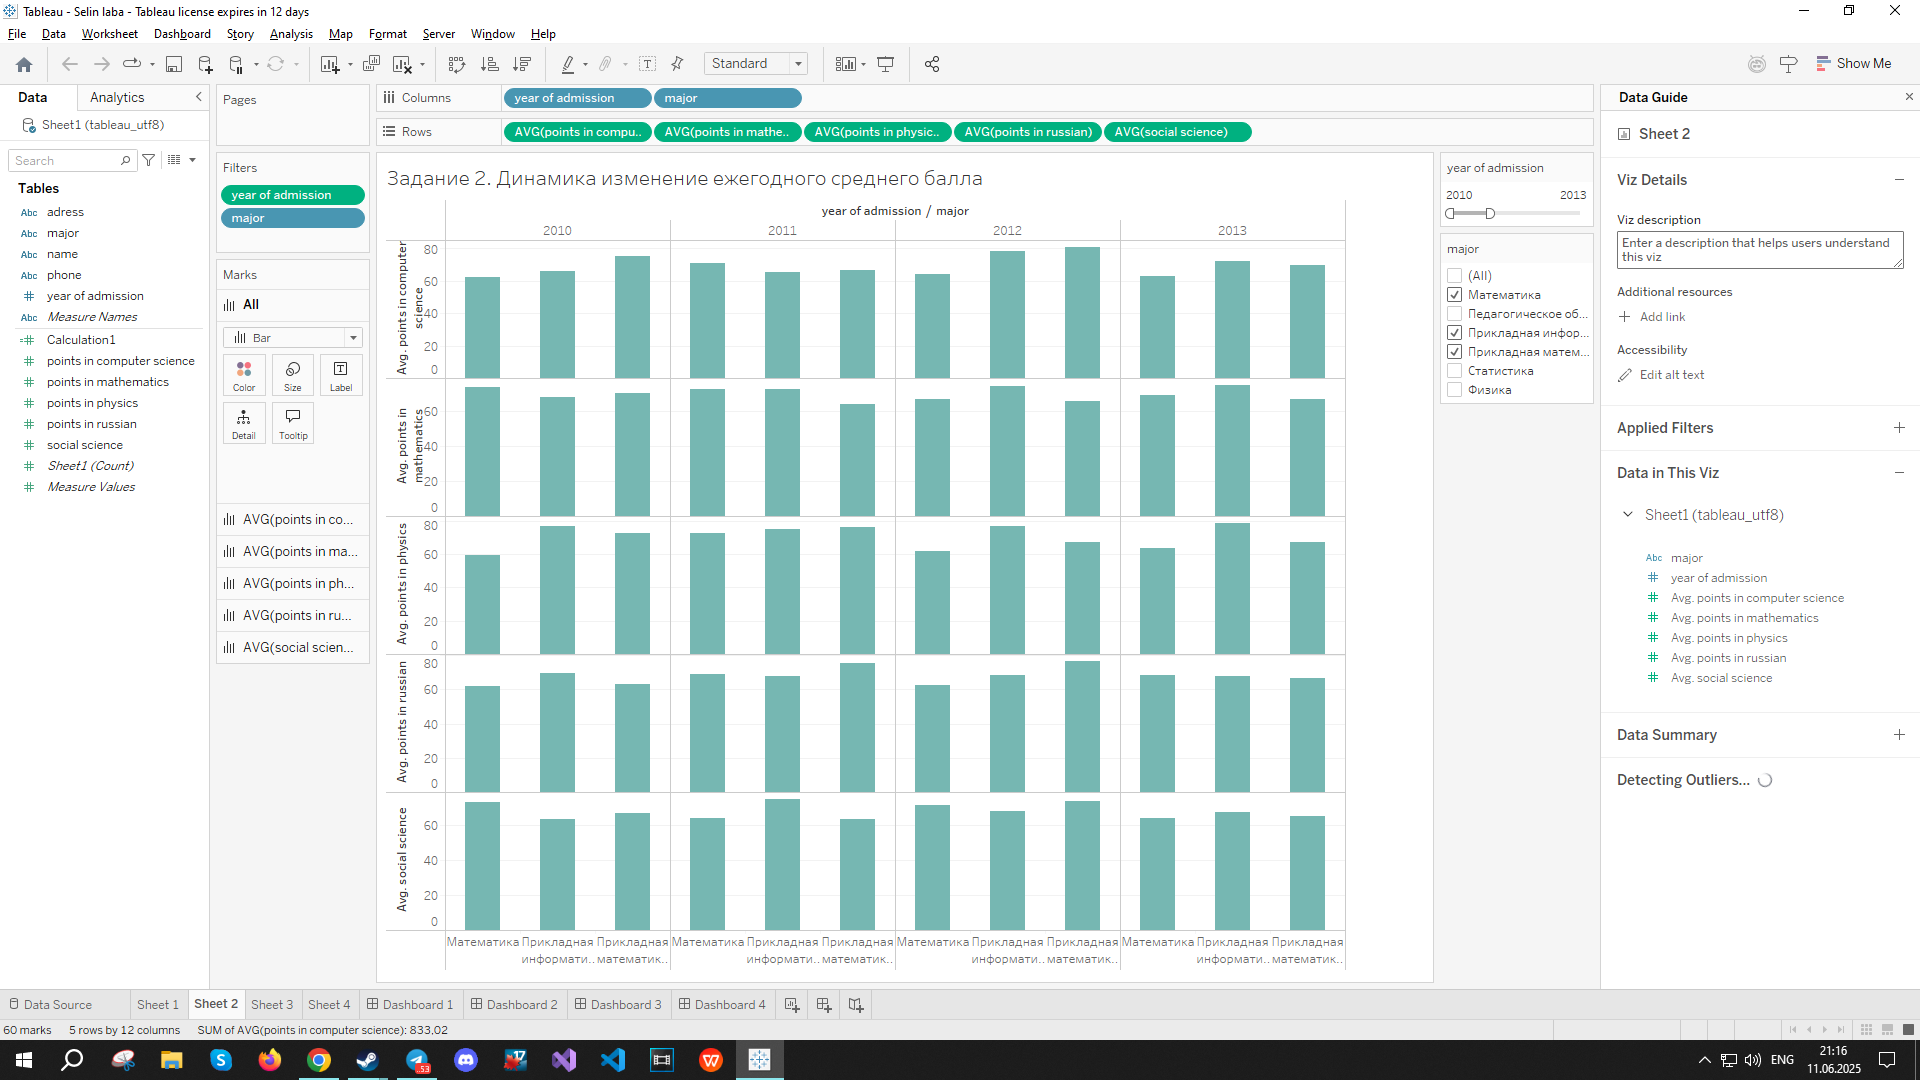 Tableau - Selin laba - Tableau license expires in 12 days
File Data Worksheet Dashboard Story Analysis Map Format Server Window Help
Standard
Show Me
Data
Analytics
Sheet1 (tableau_utf8)
Search
Tables
Abc adress
Abc major
Abc name
Abc phone
# year of admission
Abc Measure Names
=# Calculation1
# points in computer science
# points in mathematics
# points in physics
# points in russian
# social science
# Sheet1 (Count)
# Measure Values
Pages
Filters
year of admission
major
Marks
All
Bar
Color
Size
Label
Detail
Tooltip
AVG(points in co...
AVG(points in ma...
AVG(points in ph...
AVG(points in ru...
AVG(social scien...
Columns
year of admission
major
Rows
AVG(points in compu..
AVG(points in mathe..
AVG(points in physic..
AVG(points in russian)
AVG(social science)
Задание 2. Динамика изменение ежегодного среднего балла
year of admission / major
2010 2011 2012 2013
Avg. points in computer science
80
60
40
20
0
Avg. points in mathematics
60
40
20
0
Avg. points in physics
80
60
40
20
0
Avg. points in russian
80
60
40
20
0
Avg. social science
60
40
20
0
Математика Прикладная информати.. Прикладная математик..
Математика Прикладная информати.. Прикладная математик..
Математика Прикладная информати.. Прикладная математик..
Математика Прикладная информати.. Прикладная математик..
year of admission
2010 2013
major
(All)
Математика
Педагогическое об...
Прикладная инфор...
Прикладная матем...
Статистика
Физика
Data Guide
Sheet 2
Viz Details
Viz description
Enter a description that helps users understand
this viz
Additional resources
Add link
Accessibility
Edit alt text
Applied Filters
Data in This Viz
Sheet1 (tableau_utf8)
Abc major
# year of admission
# Avg. points in computer science
# Avg. points in mathematics
# Avg. points in physics
# Avg. points in russian
# Avg. social science
Data Summary
Detecting Outliers...
Data Source
Sheet 1
Sheet 2
Sheet 3
Sheet 4
Dashboard 1
Dashboard 2
Dashboard 3
Dashboard 4
60 marks
5 rows by 12 columns
SUM of AVG(points in computer science): 833,02
S3
17
ENG
21:16
11.06.2025